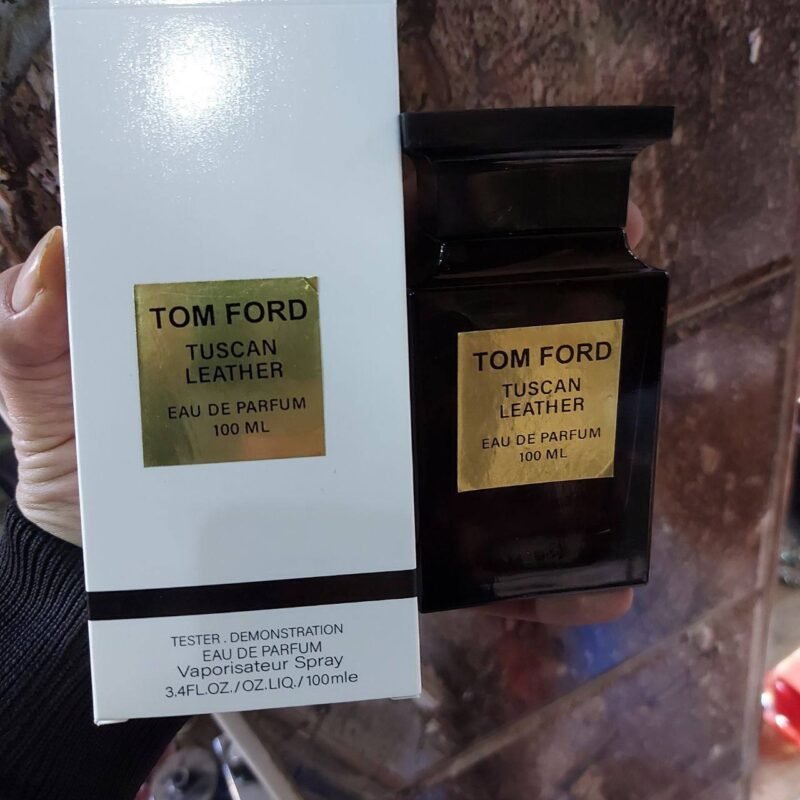 TOM FORD
TUSCAN
LEATHER
EAU DE PARFUM
100 ML
TESTER . DEMONSTRATION
EAU DE PARFUM
Vaporisateur Spray
3.4FL.OZ./OZ.LIQ./100mle
TOM FORD
TUSCAN
LEATHER
EAU DE PARFUM
100 ML